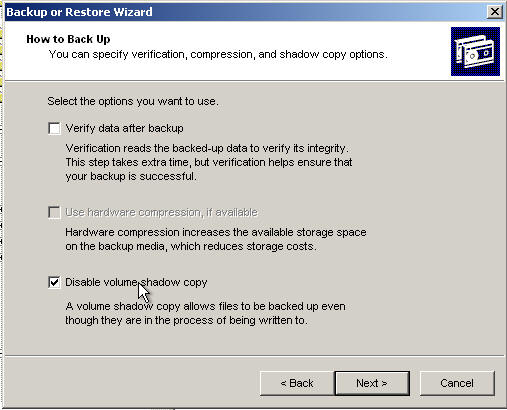 Backup or Restore Wizard
How to Back Up
You can specify verification, compression, and shadow copy options.
Select the options you want to use.
Verify data after backup
Verification reads the backed-up data to verify its integrity.
This step takes extra time, but verification helps ensure that
your backup is successful.
Use hardware compression, if available
Hardware compression increases the available storage space
on the backup media, which reduces storage costs.
Disable volume shadow copy
A volume shadow copy allows files to be backed up even
though they are in the process of being written to.
< Back Next > Cancel